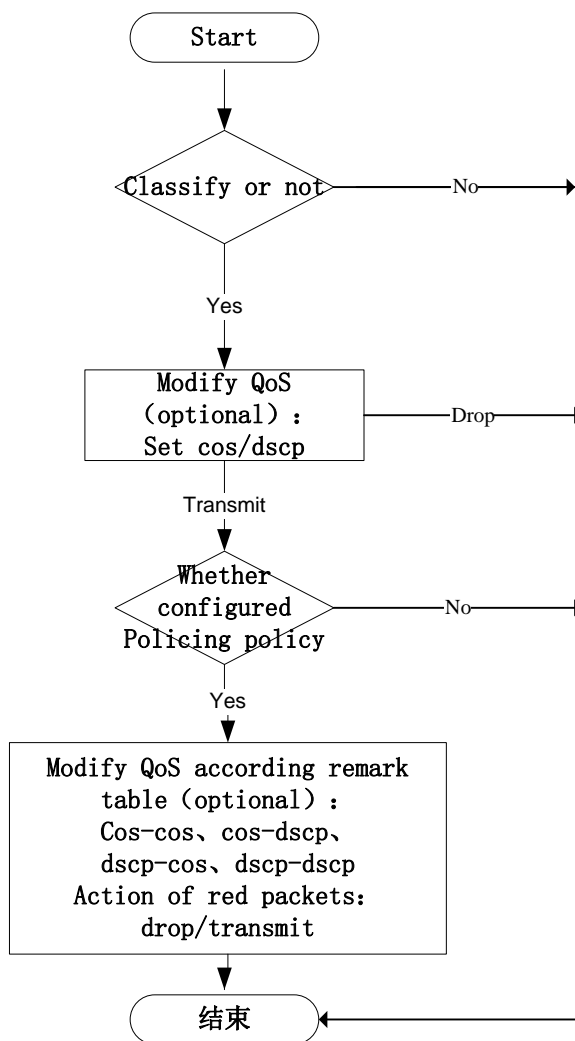 Start
Classify or not
No
Yes
Modify QoS
（optional）：
Set cos/dscp
Drop
Transmit
Whether
configured
Policing policy
No
Yes
Modify QoS according remark
table（optional）：
Cos-cos、cos-dscp、
dscp-cos、dscp-dscp
Action of red packets：
drop/transmit
结束